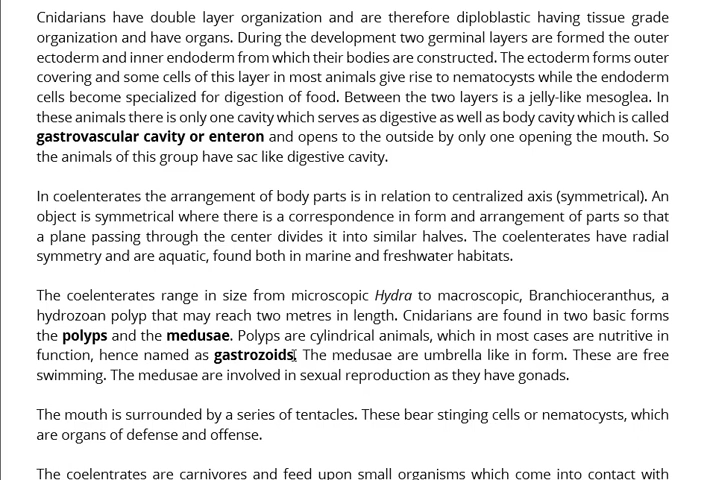 Cnidarians have double layer organization and are therefore diploblastic having tissue grade
organization and have organs. During the development two germinal layers are formed the outer
ectoderm and inner endoderm from which their bodies are constructed. The ectoderm forms outer
covering and some cells of this layer in most animals give rise to nematocysts while the endoderm
cells become specialized for digestion of food. Between the two layers is a jelly-like mesoglea. In
these animals there is only one cavity which serves as digestive as well as body cavity which is called
gastrovascular cavity or enteron and opens to the outside by only one opening the mouth. So
the animals of this group have sac like digestive cavity.
In coelenterates the arrangement of body parts is in relation to centralized axis (symmetrical). An
object is symmetrical where there is a correspondence in form and arrangement of parts so that
a plane passing through the center divides it into similar halves. The coelenterates have radial
symmetry and are aquatic, found both in marine and freshwater habitats.
The coelenterates range in size from microscopic Hydra to macroscopic, Branchioceranthus, a
hydrozoan polyp that may reach two metres in length. Cnidarians are found in two basic forms
the polyps and the medusae. Polyps are cylindrical animals, which in most cases are nutritive in
function, hence named as gastrozoids. The medusae are umbrella like in form. These are free
swimming. The medusae are involved in sexual reproduction as they have gonads.
The mouth is surrounded by a series of tentacles. These bear stinging cells or nematocysts, which
are organs of defense and offense.
The coelentrates are carnivores and feed upon small organisms which come into contact with